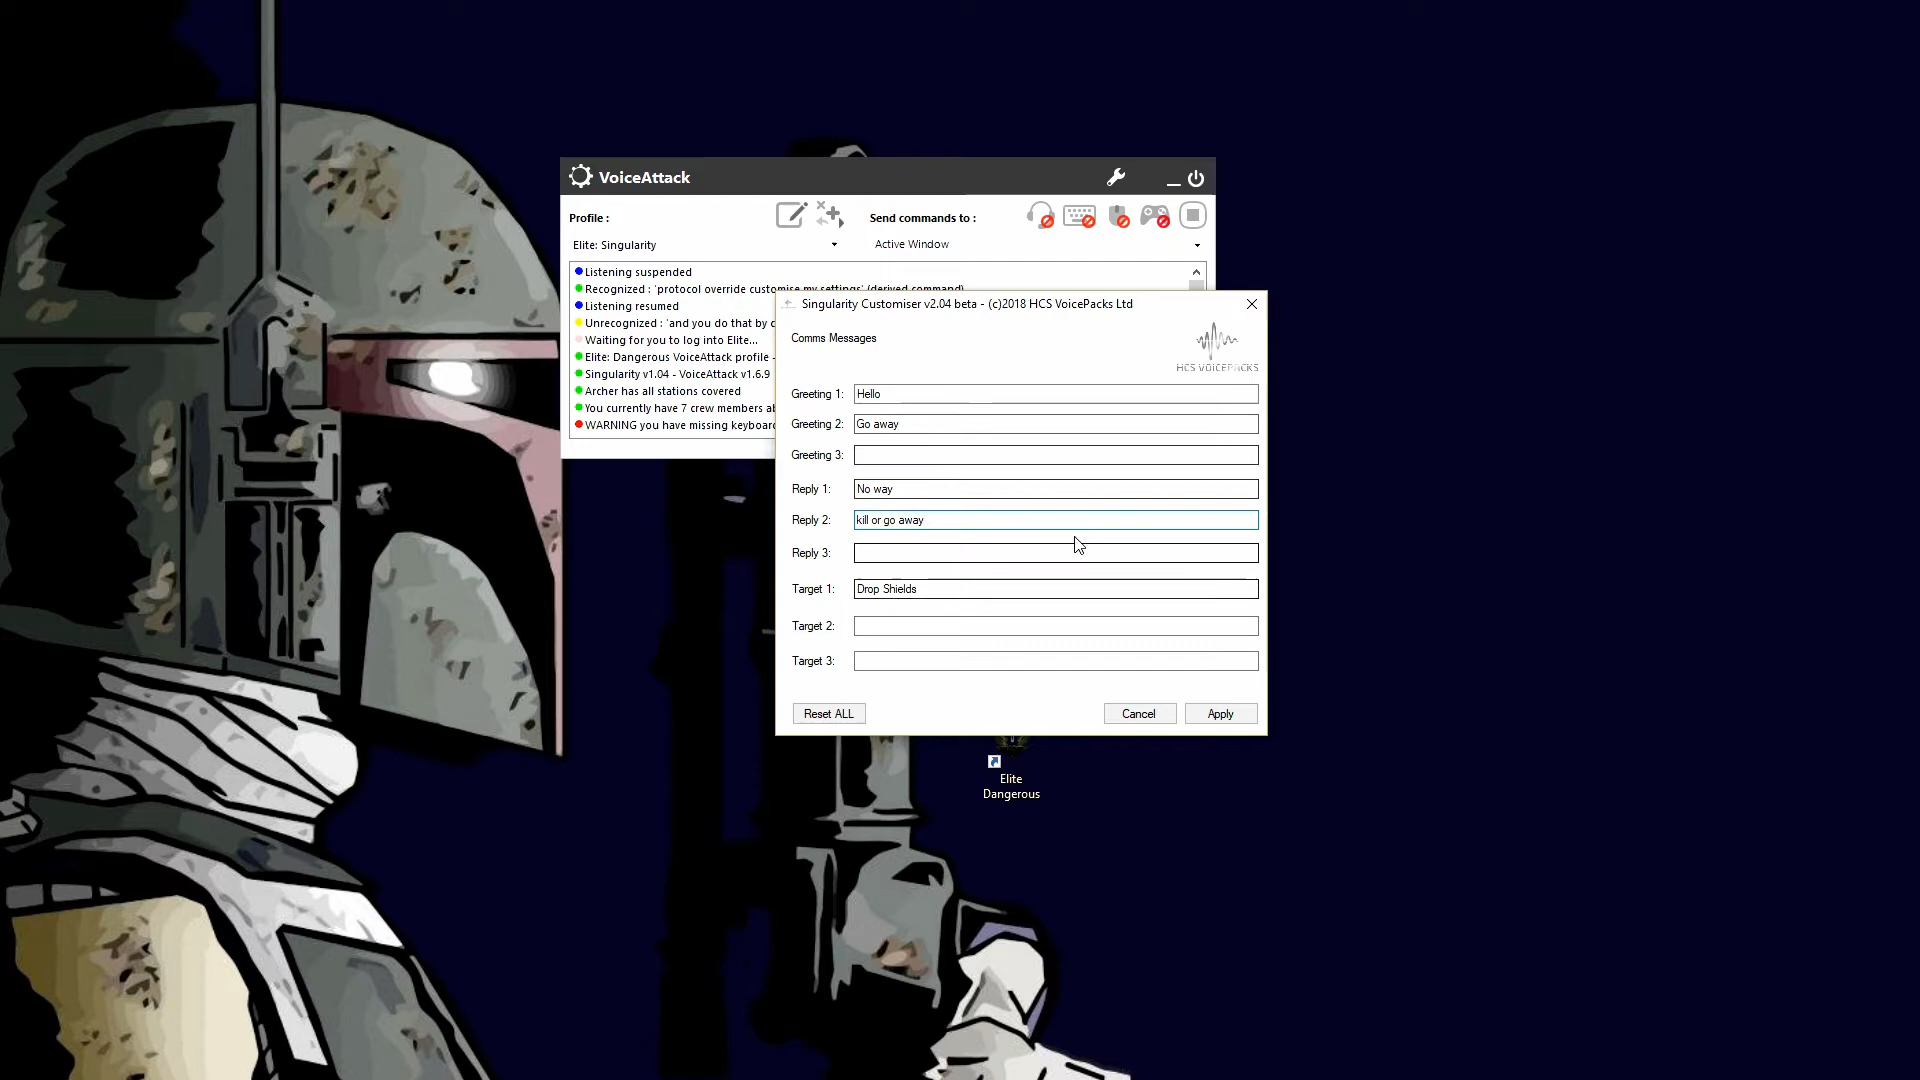 VoiceAttack
Profile :
Send commands to :
Elite: Singularity
Active Window
Listening suspended
Recognized : 'protocol override customise my settings' (derived command)
Listening resumed
Unrecognized : 'and you do that by
Waiting for you to log into Elite...
Elite: Dangerous VoiceAttack profile -
Singularity v1.04 - VoiceAttack v1.6.9
Archer has all stations covered
You currently have 7 crew members
WARNING you have missing
Singularity Customiser v2.04 beta - (c)2018 HCS VoicePacks Ltd
Comms Messages
HCS VOICEPACKS
Greeting 1: Hello
Greeting 2: Go away
Greeting 3:
Reply 1: No way
Reply 2: kill or go away
Reply 3:
Target 1: Drop Shields
Target 2:
Target 3:
Reset ALL
Cancel
Apply
Elite
Dangerous